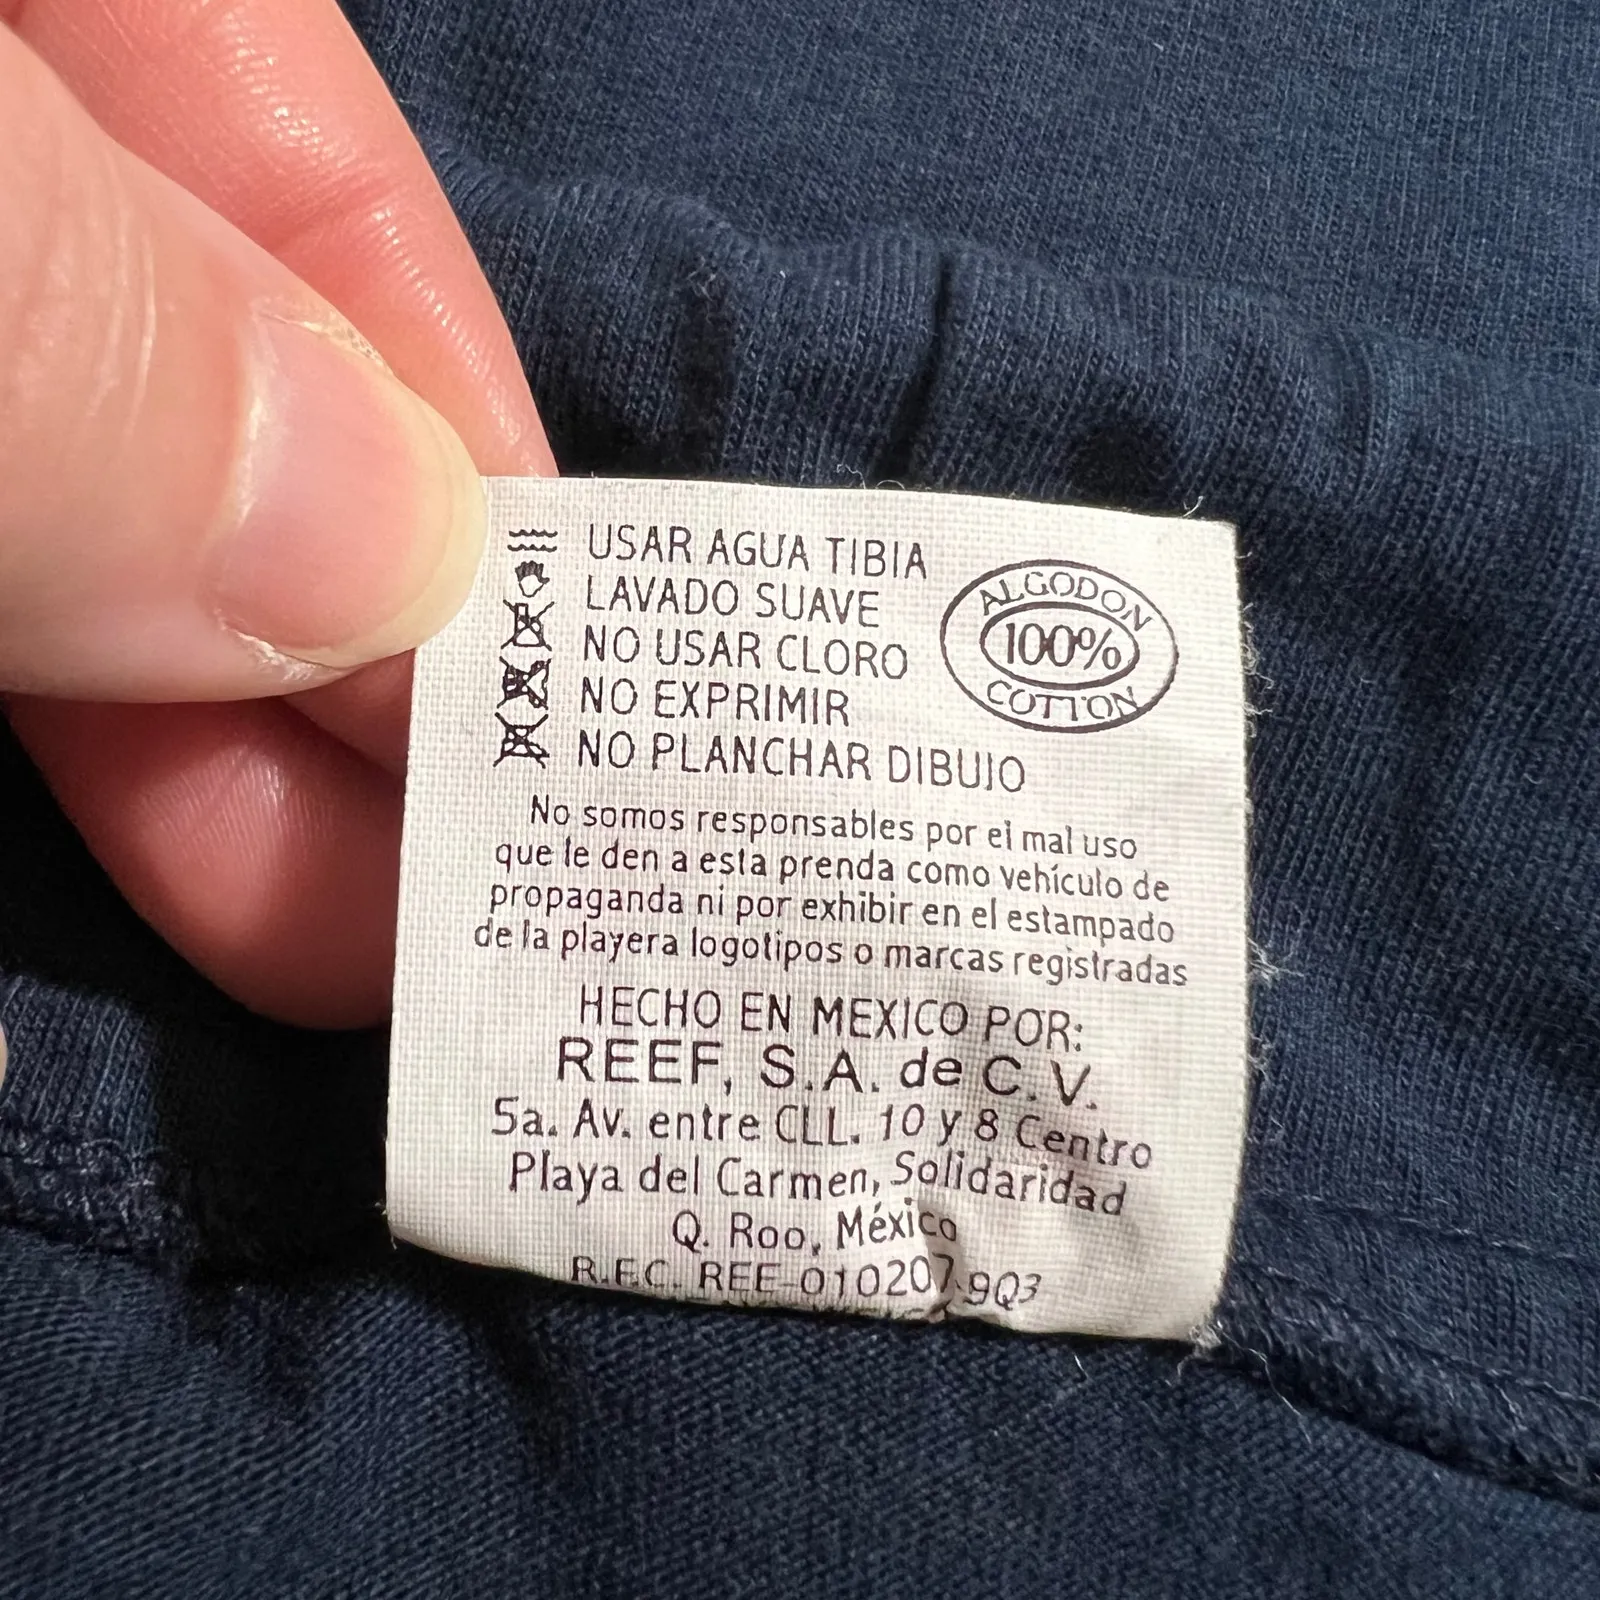 USAR AGUA TIBIA
LAVADO SUAVE
NO USAR CLORO
NO EXPRIMIR
NO PLANCHAR DIBUJO
ALGODON
100%
COTTON
No somos responsables por el mal uso
que le den a esta prenda como vehículo de
propaganda ni por exhibir en el estampado
de la playera logotipos o marcas registradas
HECHO EN MEXICO POR:
REEF, S.A. de C.V.
5a. Av. entre CLL. 10 y 8 Centro
Playa del Carmen, Solidaridad
Q. Roo, México
R.F.C. REE-010207-9Q3